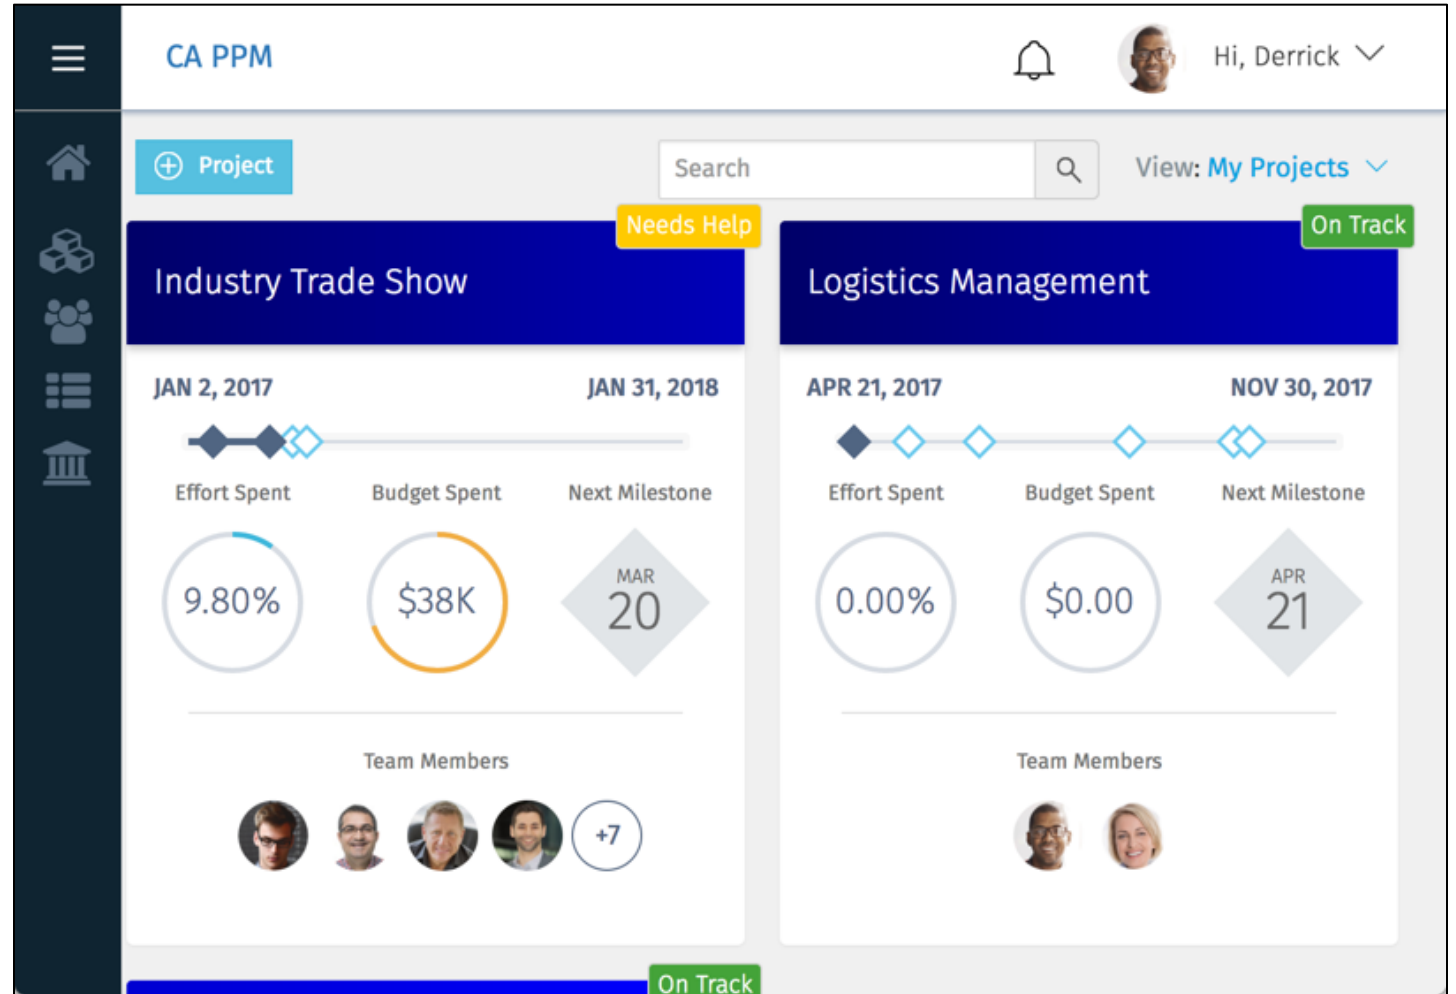 CA PPM
Hi, Derrick
Project
Search
View: My Projects
Needs Help
Industry Trade Show
JAN 2, 2017
JAN 31, 2018
Effort Spent
Budget Spent
Next Milestone
9.80%
$38K
MAR
20
Team Members
+7
On Track
Logistics Management
APR 21, 2017
NOV 30, 2017
Effort Spent
Budget Spent
Next Milestone
0.00%
$0.00
APR
21
Team Members
On Track